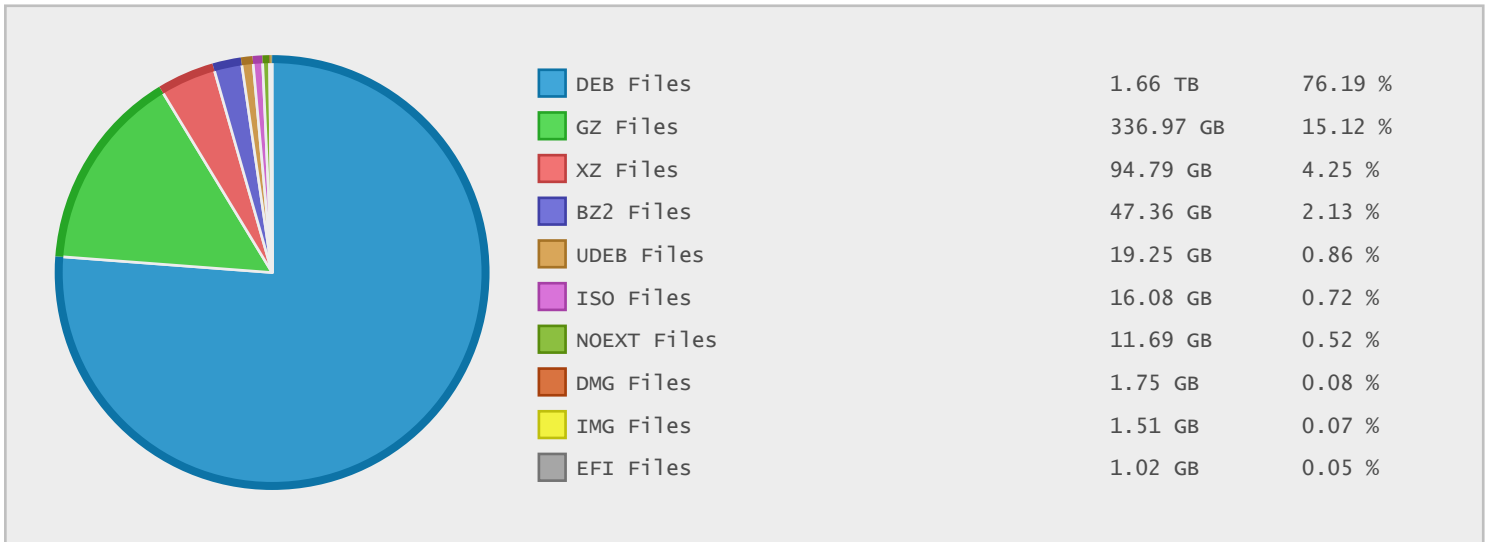 DEB Files 1.66 TB 76.19 %
GZ Files 336.97 GB 15.12 %
XZ Files 94.79 GB 4.25 %
BZ2 Files 47.36 GB 2.13 %
UDEB Files 19.25 GB 0.86 %
ISO Files 16.08 GB 0.72 %
NOEXT Files 11.69 GB 0.52 %
DMG Files 1.75 GB 0.08 %
IMG Files 1.51 GB 0.07 %
EFI Files 1.02 GB 0.05 %